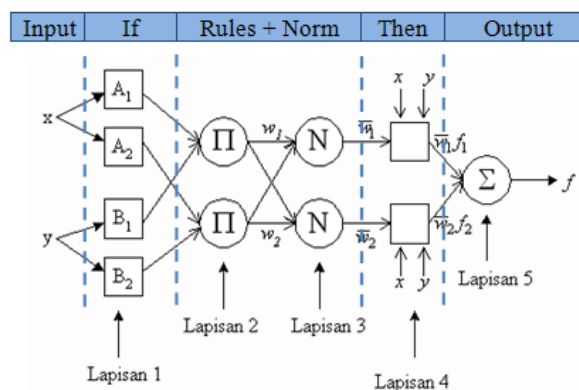 Input If Rules + Norm Then Output
x y
A₁
w₁ w̅₁ w̅₁f₁
Π N
x
A₂
Σ f
B₁
Π N
y
w₂ w̅₂ w̅₂f₂
B₂
x y
Lapisan 5
Lapisan 2 Lapisan 3
Lapisan 1 Lapisan 4